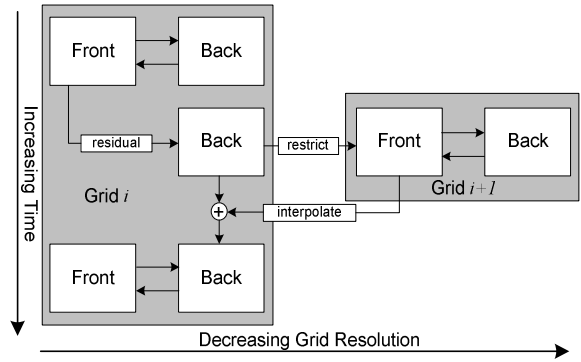 Front
Back
Increasing Time
residual
Back
restrict
Front
Back
Grid i
Grid i+1
+
interpolate
Front
Back
Decreasing Grid Resolution